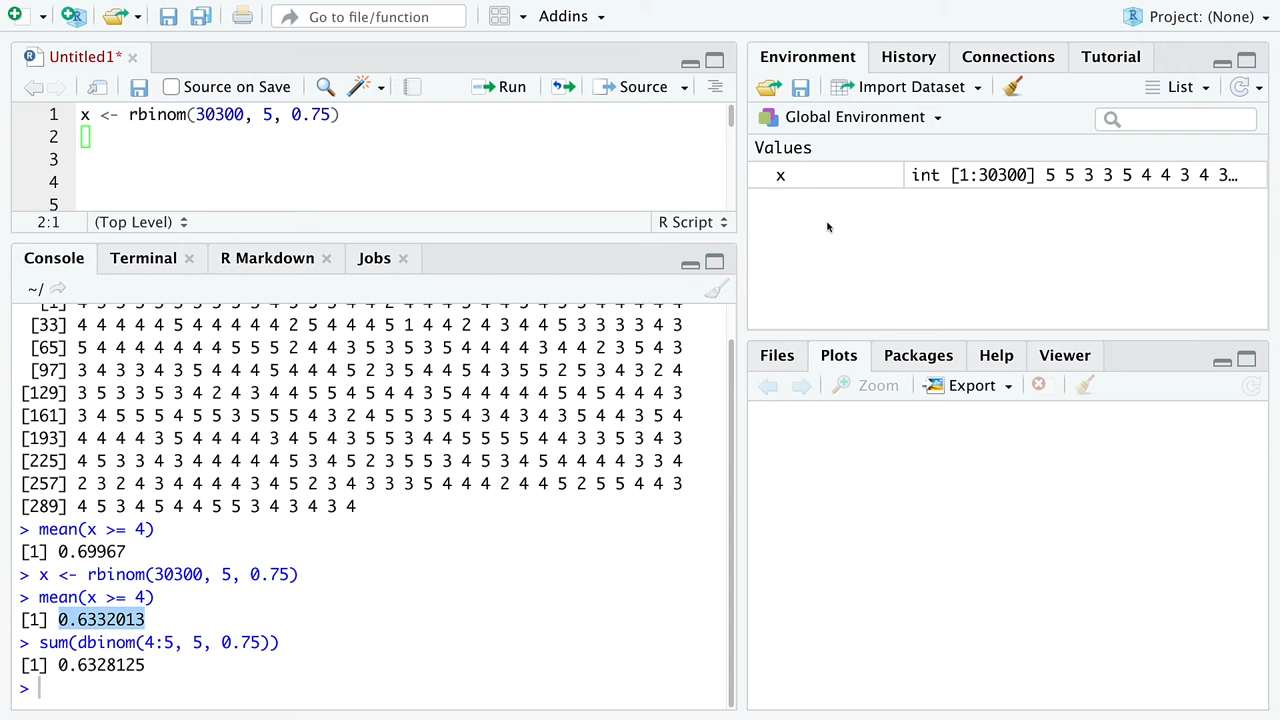 Go to file/function
Addins
Project: (None)
Untitled1*
Source on Save
Run
Source
1 x <- rbinom(30300, 5, 0.75)
2
3
4
5
2:1 (Top Level) R Script
Console Terminal R Markdown Jobs
~/
[33] 4 4 4 4 4 5 4 4 4 4 4 2 5 4 4 4 5 1 4 4 2 4 3 4 4 5 3 3 3 3 4 3
[65] 5 4 4 4 4 4 4 4 5 5 5 2 4 4 3 5 3 5 3 5 4 4 4 4 3 4 4 2 3 5 4 3
[97] 3 4 3 3 4 3 5 4 4 4 5 4 4 4 5 2 3 5 4 4 5 4 3 5 5 2 5 3 4 3 2 4
[129] 3 5 3 3 5 3 4 2 4 3 4 4 5 5 4 5 4 4 3 5 4 4 4 4 4 5 4 5 4 4 4 3
[161] 3 4 5 5 5 4 5 5 3 5 5 5 4 3 2 4 5 5 3 5 4 3 4 3 4 5 4 4 3 5 4
[193] 4 4 4 4 3 5 4 4 4 4 3 4 5 4 3 5 5 3 4 4 5 5 5 5 4 4 3 3 5 3 4 3
[225] 4 5 3 3 4 3 4 4 4 4 4 5 3 4 5 2 3 5 5 3 4 5 3 4 5 4 4 4 4 3 3 4
[257] 2 3 2 4 3 4 4 4 4 3 4 5 2 3 4 3 3 3 5 4 4 4 2 4 4 5 2 5 5 4 4 3
[289] 4 5 3 4 5 4 4 5 5 3 4 3 4 3 4
> mean(x >= 4)
[1] 0.69967
> x <- rbinom(30300, 5, 0.75)
> mean(x >= 4)
[1] 0.6332013
> sum(dbinom(4:5, 5, 0.75))
[1] 0.6328125
>
Environment History Connections Tutorial
Import Dataset List
Global Environment
Values
x int [1:30300] 5 5 3 3 5 4 4 3 4 3…
Files Plots Packages Help Viewer
Zoom Export